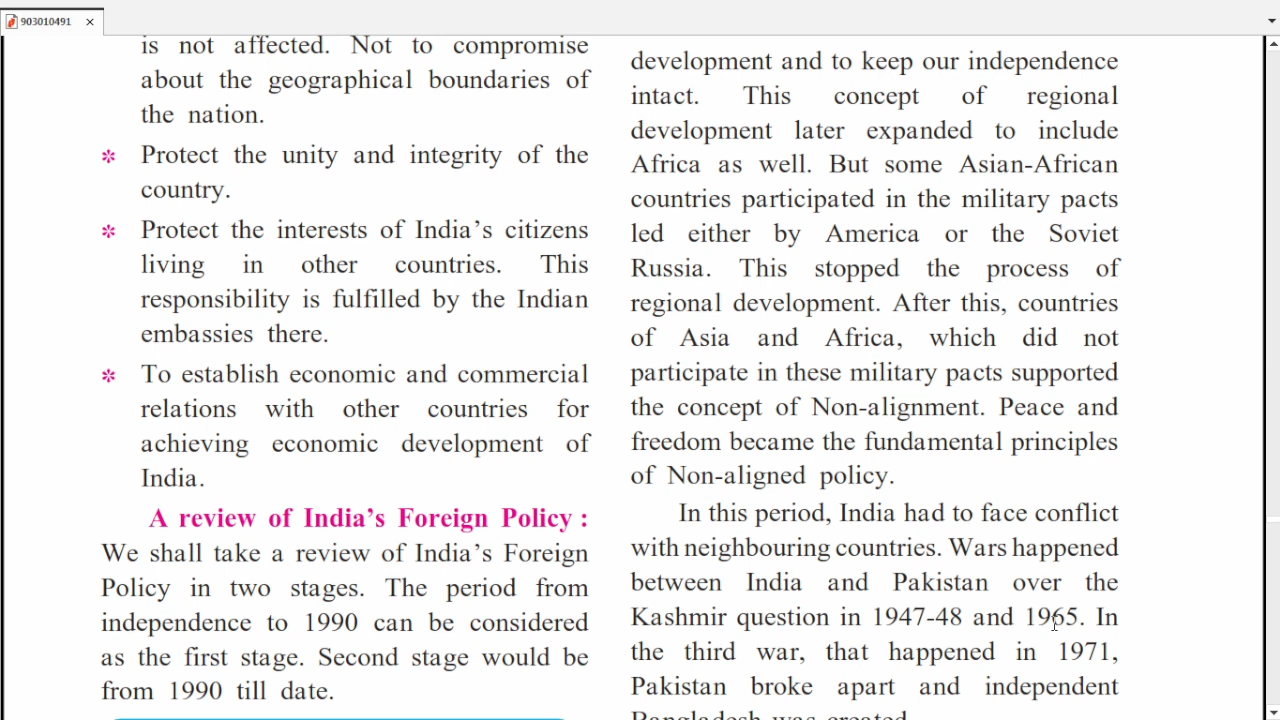 903010491
is not affected. Not to compromise
about the geographical boundaries of
the nation.
* Protect the unity and integrity of the
country.
* Protect the interests of India's citizens
living in other countries. This
responsibility is fulfilled by the Indian
embassies there.
* To establish economic and commercial
relations with other countries for
achieving economic development of
India.
A review of India's Foreign Policy :
We shall take a review of India's Foreign
Policy in two stages. The period from
independence to 1990 can be considered
as the first stage. Second stage would be
from 1990 till date.
development and to keep our independence
intact. This concept of regional
development later expanded to include
Africa as well. But some Asian-African
countries participated in the military pacts
led either by America or the Soviet
Russia. This stopped the process of
regional development. After this, countries
of Asia and Africa, which did not
participate in these military pacts supported
the concept of Non-alignment. Peace and
freedom became the fundamental principles
of Non-aligned policy.
In this period, India had to face conflict
with neighbouring countries. Wars happened
between India and Pakistan over the
Kashmir question in 1947-48 and 1965. In
the third war, that happened in 1971,
Pakistan broke apart and independent
Bangladesh was created